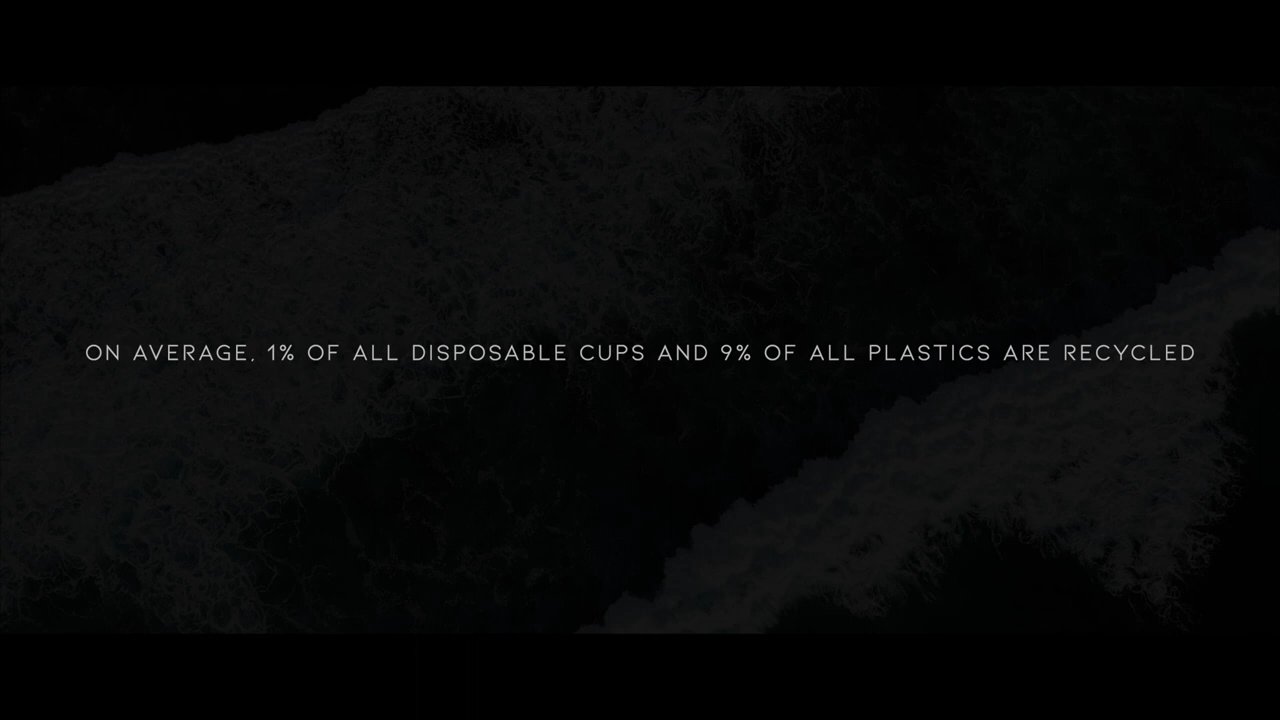 ON AVERAGE, 1% OF ALL DISPOSABLE CUPS AND 9% OF ALL PLASTICS ARE RECYCLED